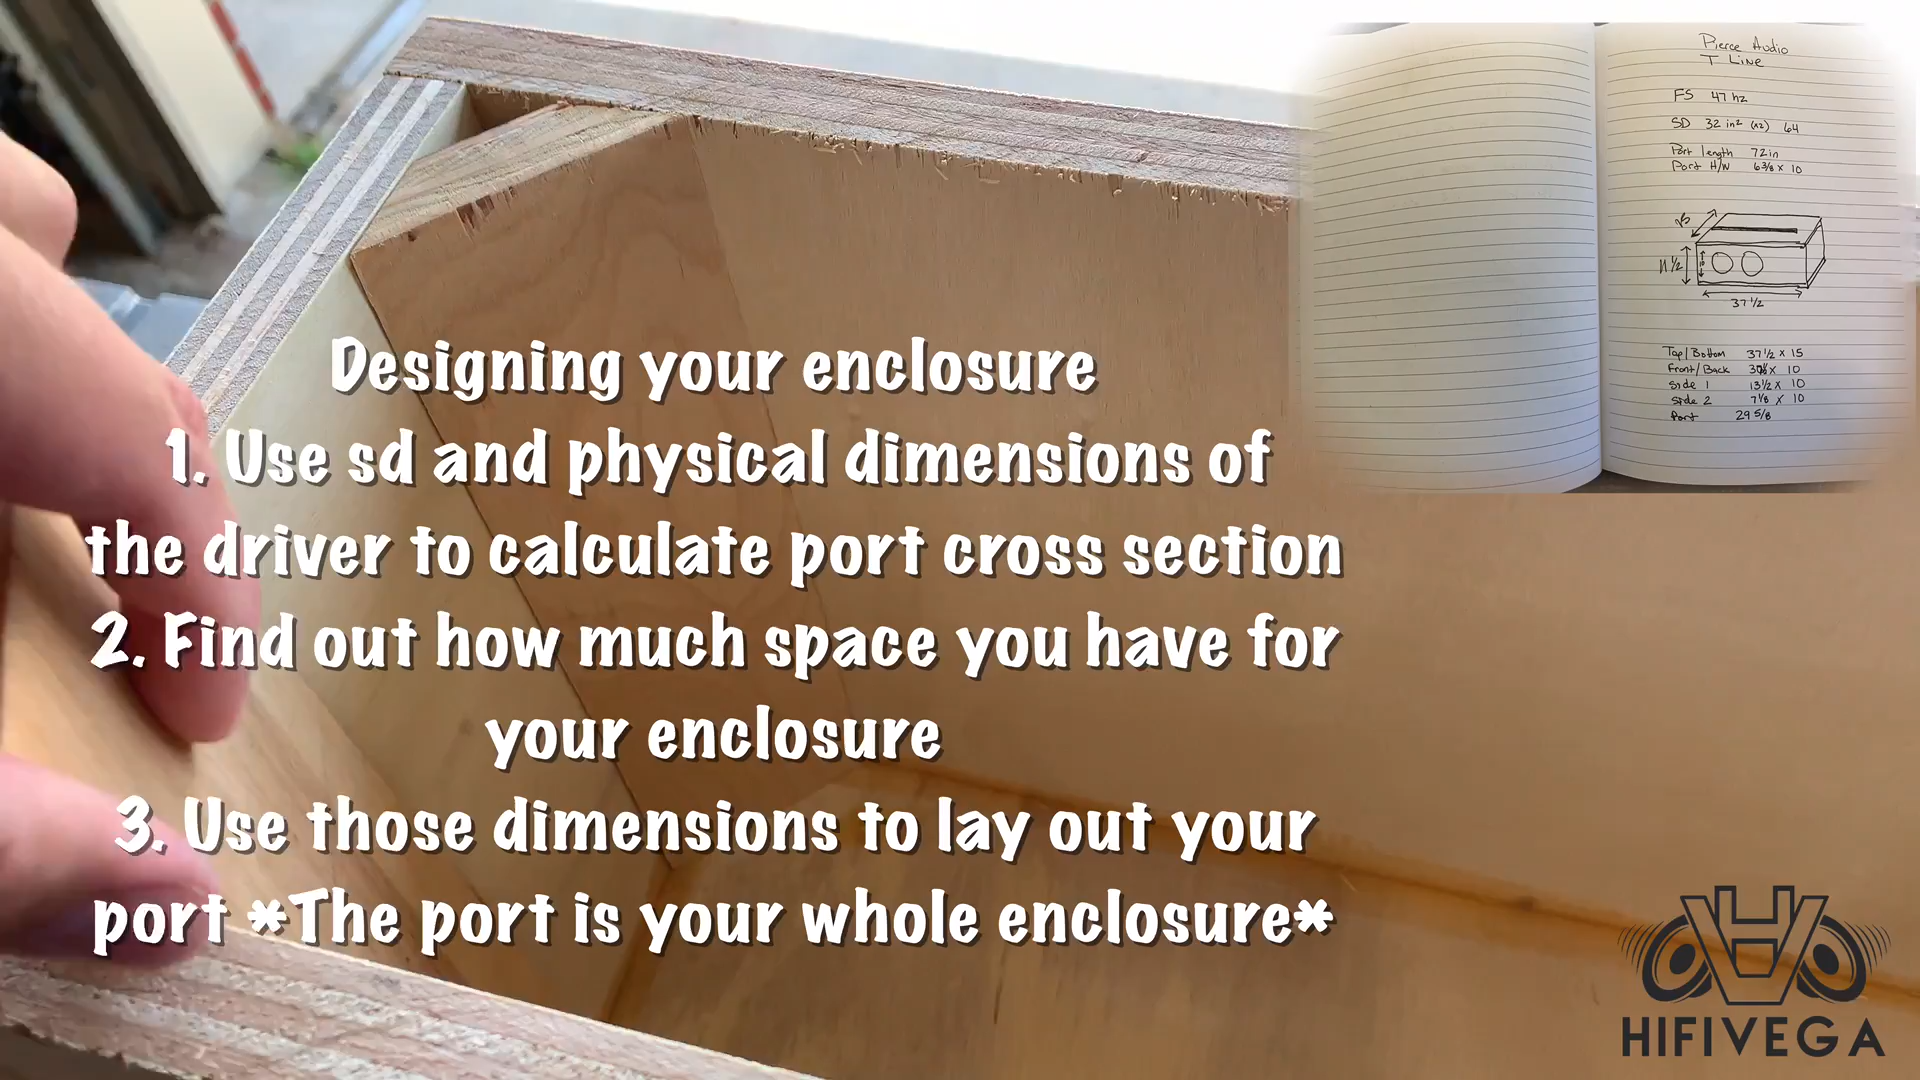 Pierce Audio
T Line
FS 47 hz
SD 32 in² (x2) 64
Port length 72in
Port H/W 6 3/8 x 10
15
11 1/2
37 1/2
Top/Bottom 37 1/2 x 15
Front/Back x 10
Side 1 13 1/2 x 10
Side 2 7 1/8 x 10
Port 29 5/8
Designing your enclosure
1. Use sd and physical dimensions of
the driver to calculate port cross section
2. Find out how much space you have for
your enclosure
3. Use those dimensions to lay out your
port *The port is your whole enclosure*
HIFIVEGA